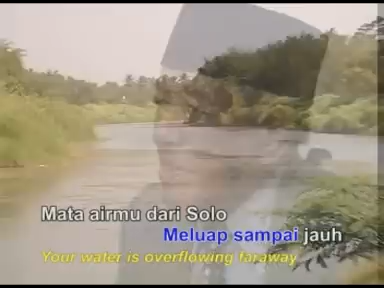 Mata airmu dari Solo
Meluap sampai jauh
Your water is overflowing faraway